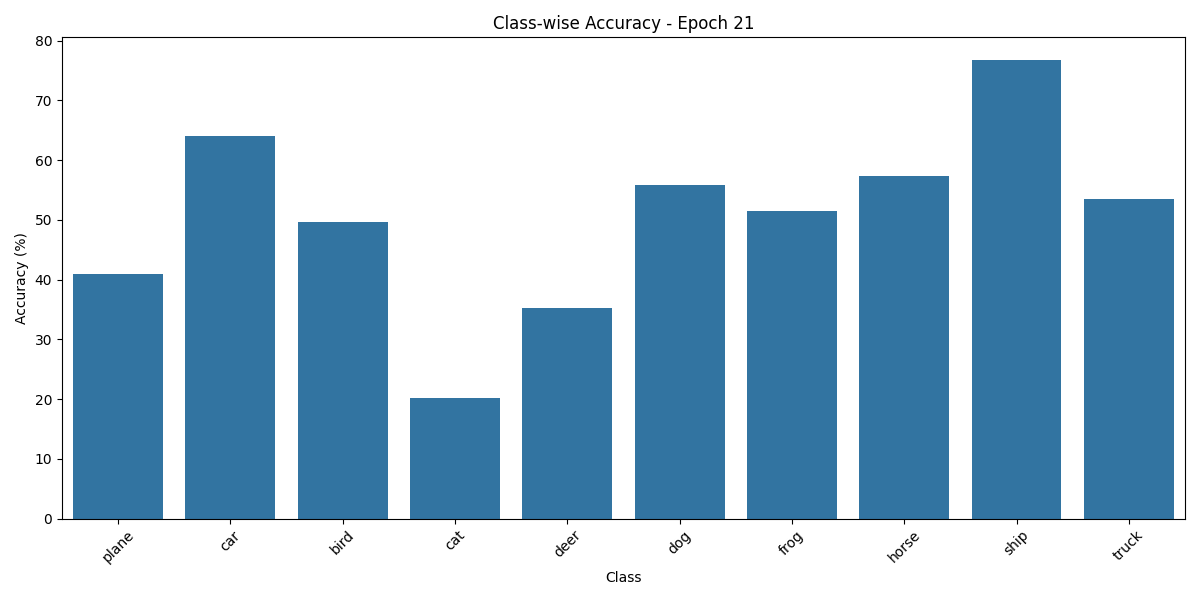 Class-wise Accuracy - Epoch 21
Accuracy (%)
80
70
60
50
40
30
20
10
0
plane
car
bird
cat
deer
dog
frog
horse
ship
truck
Class